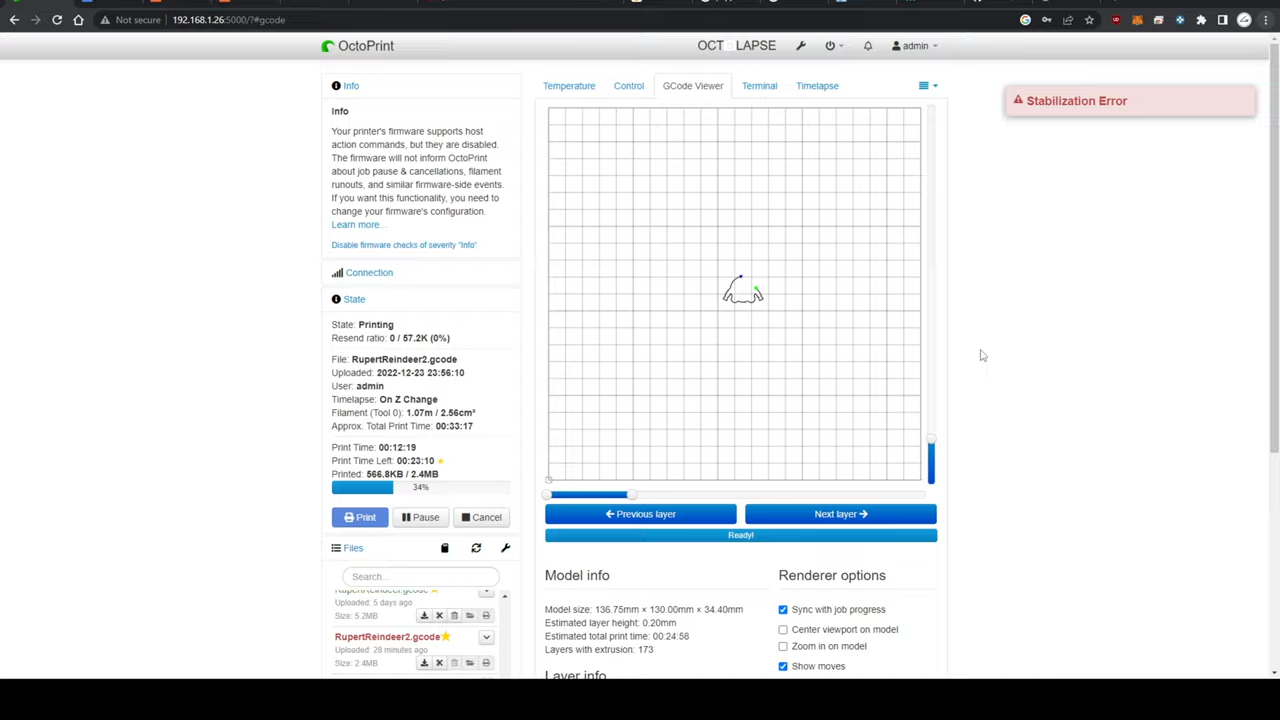 Not secure 192.168.1.26:5000/?#gcode
OctoPrint
OCTOLAPSE
admin
Info
Info
Your printer's firmware supports host
action commands, but they are disabled.
The firmware will not inform OctoPrint
about job pause & cancellations, filament
runouts, and similar firmware-side events.
If you want this functionality, you need to
change your firmware's configuration.
Learn more...
Disable firmware checks of severity "Info"
Connection
State
State: Printing
Resend ratio: 0 / 57.2K (0%)
File: RupertReindeer2.gcode
Uploaded: 2022-12-23 23:56:10
User: admin
Timelapse: On Z Change
Filament (Tool 0): 1.07m / 2.56cm³
Approx. Total Print Time: 00:33:17
Print Time: 00:12:19
Print Time Left: 00:23:10
Printed: 566.8KB / 2.4MB
34%
Print Pause Cancel
Files
Search...
RupertReindeer.gcode
Uploaded: 5 days ago
Size: 5.2MB
RupertReindeer2.gcode
Uploaded: 28 minutes ago
Size: 2.4MB
Temperature Control GCode Viewer Terminal Timelapse
Previous layer Next layer
Ready!
Model info
Model size: 136.75mm × 130.00mm × 34.40mm
Estimated layer height: 0.20mm
Estimated total print time: 00:24:58
Layers with extrusion: 173
Layer info
Renderer options
Sync with job progress
Center viewport on model
Zoom in on model
Show moves
Stabilization Error